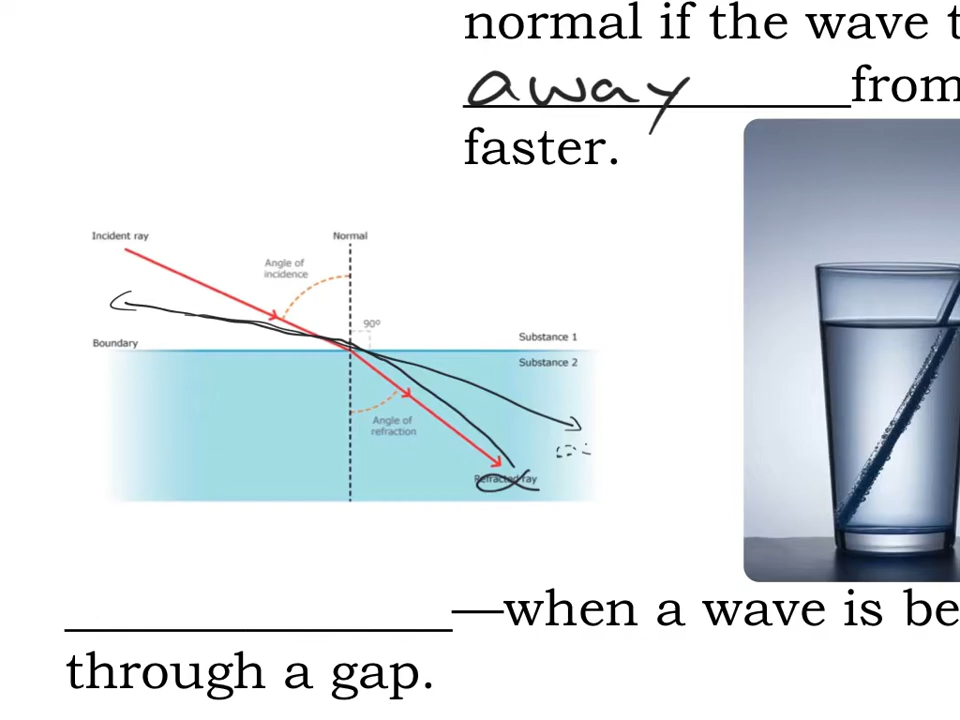 normal if the wave t
away from
faster.
Incident ray
Normal
Angle of
incidence
90º
Boundary
Substance 1
Substance 2
Angle of
refraction
Refracted ray
—when a wave is be
through a gap.